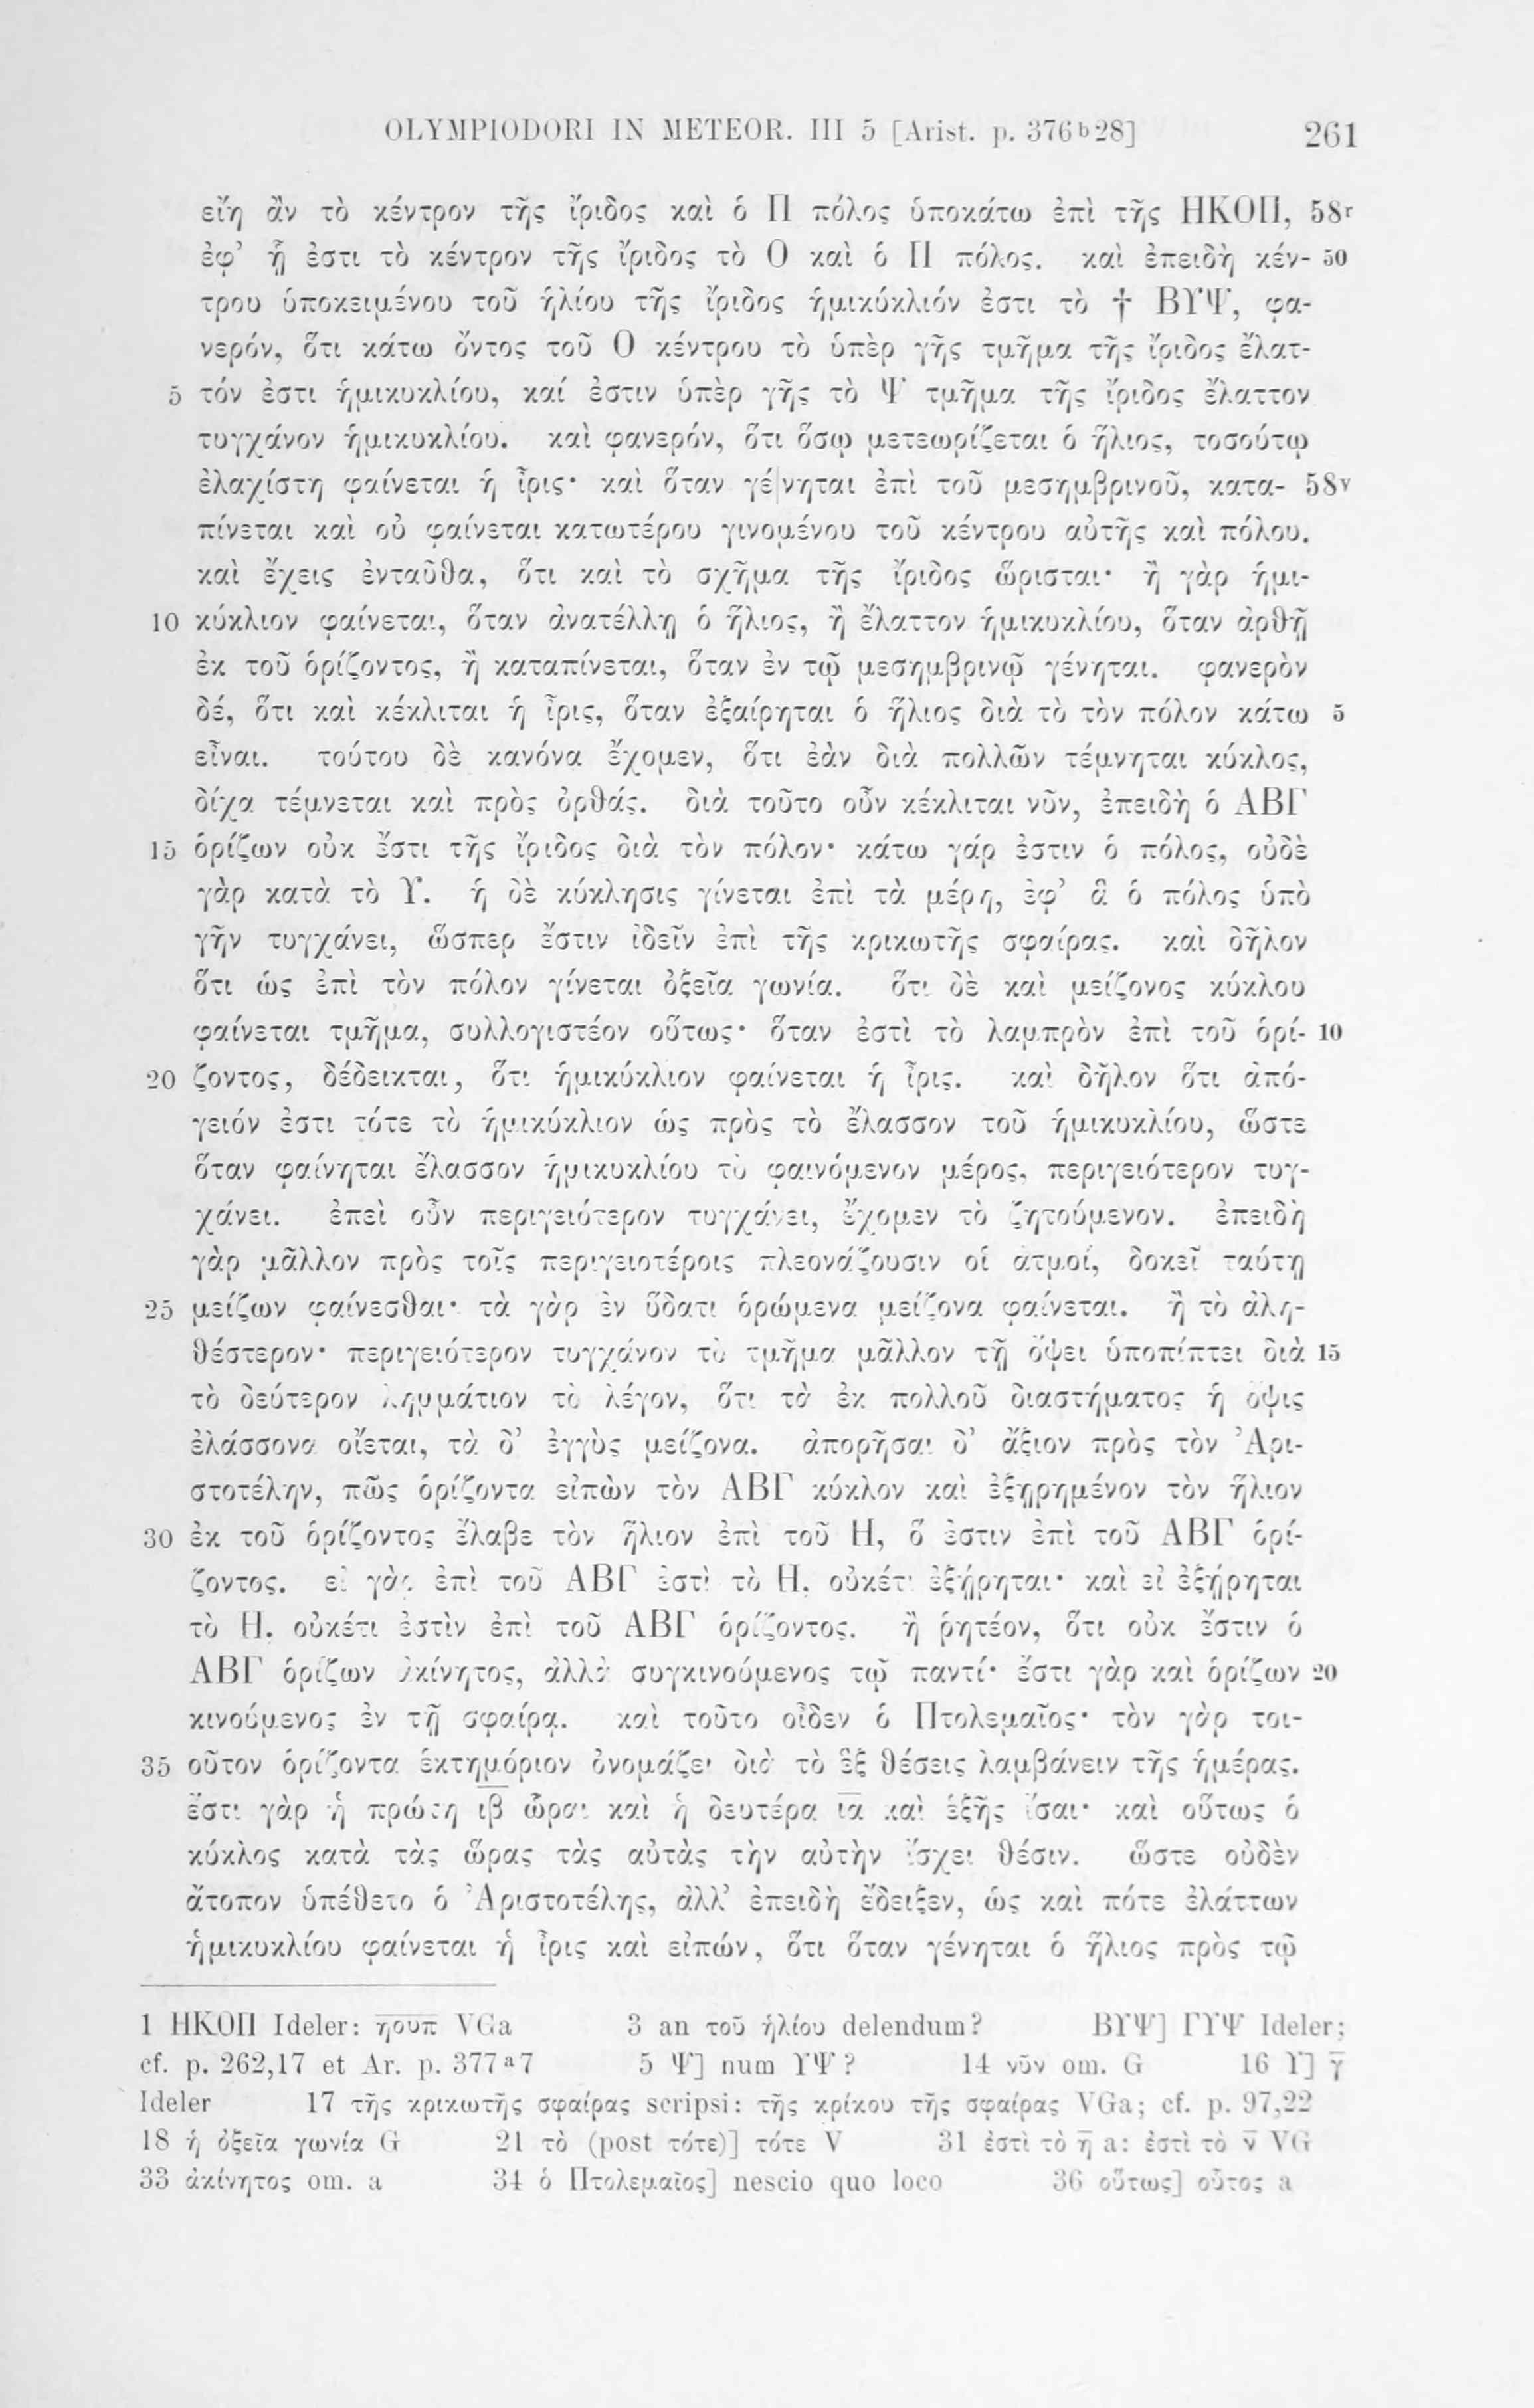 OLYMPIODORI IN METEOR. III 5 [Arist. p. 376b28] 261
εἴη ἂν τὸ κέντρον τῆς ἴριδος καὶ ὁ Π πόλος ὑποκάτω ἐπὶ τῆς ΗΚΟΠ, 58r
ἐφ’ ᾗ ἐστι τὸ κέντρον τῆς ἴριδος τὸ Ο καὶ ὁ Π πόλος. καὶ ἐπειδὴ κέν- 50
τρου ὑποκειμένου τοῦ ἡλίου τῆς ἴριδος ἡμικύκλιόν ἐστι τὸ † ΒΥΨ, φα-
νερόν, ὅτι κάτω ὄντος τοῦ Ο κέντρου τὸ ὑπὲρ γῆς τμῆμα τῆς ἴριδος ἔλατ-
5 τόν ἐστι ἡμικυκλίου, καί ἐστιν ὑπὲρ γῆς τὸ Ψ τμῆμα τῆς ἴριδος ἔλαττον
τυγχάνον ἡμικυκλίου. καὶ φανερόν, ὅτι ὅσῳ μετεωρίζεται ὁ ἥλιος, τοσούτῳ
ἐλαχίστη φαίνεται ἡ ἶρις· καὶ ὅταν γέ|νηται ἐπὶ τοῦ μεσημβρινοῦ, κατα- 58v
πίνεται καὶ οὐ φαίνεται κατωτέρου γινομένου τοῦ κέντρου αὐτῆς καὶ πόλου.
καὶ ἔχεις ἐνταῦθα, ὅτι καὶ τὸ σχῆμα τῆς ἴριδος ὥρισται· ἢ γὰρ ἡμι-
10 κύκλιον φαίνεται, ὅταν ἀνατέλλῃ ὁ ἥλιος, ἢ ἔλαττον ἡμικυκλίου, ὅταν ἀρθῇ
ἐκ τοῦ ὁρίζοντος, ἢ καταπίνεται, ὅταν ἐν τῷ μεσημβρινῷ γένηται. φανερὸν
δέ, ὅτι καὶ κέκλιται ἡ ἶρις, ὅταν ἐξαίρηται ὁ ἥλιος διὰ τὸ τὸν πόλον κάτω 5
εἶναι. τούτου δὲ κανόνα ἔχομεν, ὅτι ἐὰν διὰ πολλῶν τέμνηται κύκλος,
δίχα τέμνεται καὶ πρὸς ὀρθάς. διὰ τοῦτο οὖν κέκλιται νῦν, ἐπειδὴ ὁ ΑΒΓ
15 ὁρίζων οὐκ ἔστι τῆς ἴριδος διὰ τὸν πόλον· κάτω γάρ ἐστιν ὁ πόλος, οὐδὲ
γὰρ κατὰ τὸ Υ. ἡ δὲ κύκλησις γίνεται ἐπὶ τὰ μέρη, ἐφ’ ἃ ὁ πόλος ὑπὸ
γῆν τυγχάνει, ὥσπερ ἔστιν ἰδεῖν ἐπὶ τῆς κρικωτῆς σφαίρας. καὶ δῆλον
ὅτι ὡς ἐπὶ τὸν πόλον γίνεται ὀξεῖα γωνία. ὅτι δὲ καὶ μείζονος κύκλου
φαίνεται τμῆμα, συλλογιστέον οὕτως· ὅταν ἐστὶ τὸ λαμπρὸν ἐπὶ τοῦ ὁρί- 10
20 ζοντος, δέδεικται, ὅτι ἡμικύκλιον φαίνεται ἡ ἶρις. καὶ δῆλον ὅτι ἀπό-
γειόν ἐστι τότε τὸ ἡμικύκλιον ὡς πρὸς τὸ ἔλασσον τοῦ ἡμικυκλίου, ὥστε
ὅταν φαίνηται ἔλασσον ἡμικυκλίου τὸ φαινόμενον μέρος, περιγειότερον τυγ-
χάνει. ἐπεὶ οὖν περιγειότερον τυγχάνει, ἔχομεν τὸ ζητούμενον. ἐπειδὴ
γὰρ μᾶλλον πρὸς τοῖς περιγειοτέροις πλεονάζουσιν οἱ ἀτμοί, δοκεῖ ταύτῃ
25 μείζων φαίνεσθαι· τὰ γὰρ ἐν ὕδατι ὁρώμενα μείζονα φαίνεται. ἢ τὸ ἀλη-
θέστερον· περιγειότερον τυγχάνον τὸ τμῆμα μᾶλλον τῇ ὄψει ὑποπίπτει διὰ 15
τὸ δεύτερον λημμάτιον τὸ λέγον, ὅτι τὰ ἐκ πολλοῦ διαστήματος ἡ ὄψις
ἐλάσσονα οἴεται, τὰ δ’ ἐγγὺς μείζονα. ἀπορῆσαι δ’ ἄξιον πρὸς τὸν Ἀρι-
στοτέλην, πῶς ὁρίζοντα εἰπὼν τὸν ΑΒΓ κύκλον καὶ ἐξῃρημένον τὸν ἥλιον
30 ἐκ τοῦ ὁρίζοντος ἔλαβε τὸν ἥλιον ἐπὶ τοῦ Η, ὅ ἐστιν ἐπὶ τοῦ ΑΒΓ ὁρί-
ζοντος. εἰ γὰρ ἐπὶ τοῦ ΑΒΓ ἐστὶ τὸ Η, οὐκέτι ἐξῄρηται· καὶ εἰ ἐξῄρηται
τὸ Η, οὐκέτι ἐστὶν ἐπὶ τοῦ ΑΒΓ ὁρίζοντος. ἢ ῥητέον, ὅτι οὐκ ἔστιν ὁ
ΑΒΓ ὁρίζων ἀκίνητος, ἀλλὰ συγκινούμενος τῷ παντί· ἔστι γὰρ καὶ ὁρίζων 20
κινούμενος ἐν τῇ σφαίρᾳ. καὶ τοῦτο οἶδεν ὁ Πτολεμαῖος· τὸν γὰρ τοι-
35 οῦτον ὁρίζοντα ἑκτημόριον ὀνομάζει διὰ τὸ ἓξ θέσεις λαμβάνειν τῆς ἡμέρας.
ἔστι γὰρ ἡ πρώτη ι̅β̅ ὧραι καὶ ἡ δευτέρα ι̅α̅ καὶ ἑξῆς ἴσαι· καὶ οὕτως ὁ
κύκλος κατὰ τὰς ὥρας τὰς αὐτὰς τὴν αὐτὴν ἴσχει θέσιν. ὥστε οὐδὲν
ἄτοπον ὑπέθετο ὁ Ἀριστοτέλης, ἀλλ’ ἐπειδὴ ἔδειξεν, ὡς καὶ πότε ἐλάττων
ἡμικυκλίου φαίνεται ἡ ἶρις καὶ εἰπών, ὅτι ὅταν γένηται ὁ ἥλιος πρὸς τῷ
1 ΗΚΟΠ Ideler: η̅ο̅υ̅π̅ VGa 3 an τοῦ ἡλίου delendum? ΒΥΨ] ΓΥΨ Ideler;
cf. p. 262,17 et Ar. p. 377a7 5 Ψ] num ΥΨ? 14 νῦν om. G 16 Υ] γ̅
Ideler 17 τῆς κρικωτῆς σφαίρας scripsi: τῆς κρίκου τῆς σφαίρας VGa; cf. p. 97,22
18 ἡ ὀξεῖα γωνία G 21 τὸ (post τότε)] τότε V 31 ἐστὶ τὸ η̅ a: ἐστὶ τὸ ν̅ VG
33 ἀκίνητος om. a 34 ὁ Πτολεμαῖος] nescio quo loco 36 οὕτως] οὗτος a